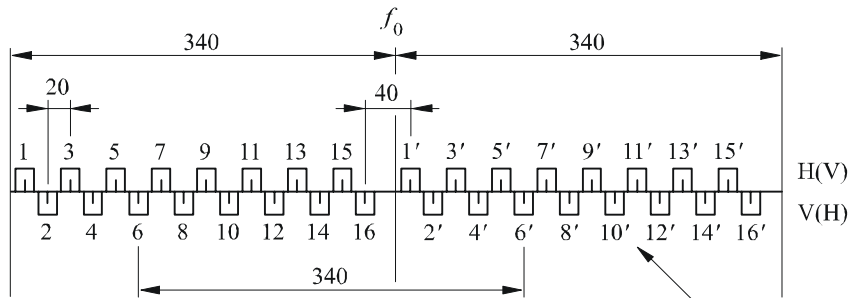 f₀
340 340
20 40
1 3 5 7 9 11 13 15 1′ 3′ 5′ 7′ 9′ 11′ 13′ 15′
H(V)
V(H)
2 4 6 8 10 12 14 16 2′ 4′ 6′ 8′ 10′ 12′ 14′ 16′
340